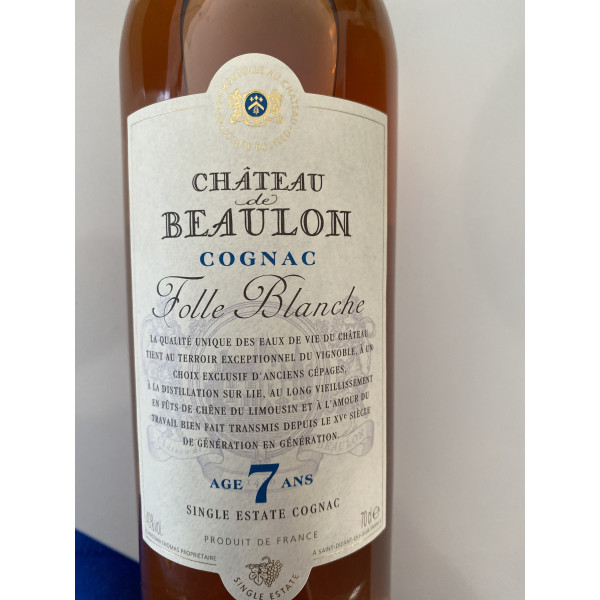 CHÂTEAU
de
BEAULON
COGNAC
Folle Blanche
LA QUALITÉ UNIQUE DES EAUX DE VIE DU CHÂTEAU
TIENT AU TERROIR EXCEPTIONNEL DU VIGNOBLE, À UN
CHOIX EXCLUSIF D'ANCIENS CÉPAGES,
À LA DISTILLATION SUR LIE, AU LONG VIEILLISSEMENT
EN FÛTS DE CHÊNE DU LIMOUSIN ET À L'AMOUR DU
TRAVAIL BIEN FAIT TRANSMIS DEPUIS LE XVe SIÈCLE
DE GÉNÉRATION EN GÉNÉRATION.
BEAULON
AGE 7 ANS
SINGLE ESTATE COGNAC
70cl e
PRODUIT DE FRANCE
THOMAS PROPRIÉTAIRE
SINGLE ESTATE